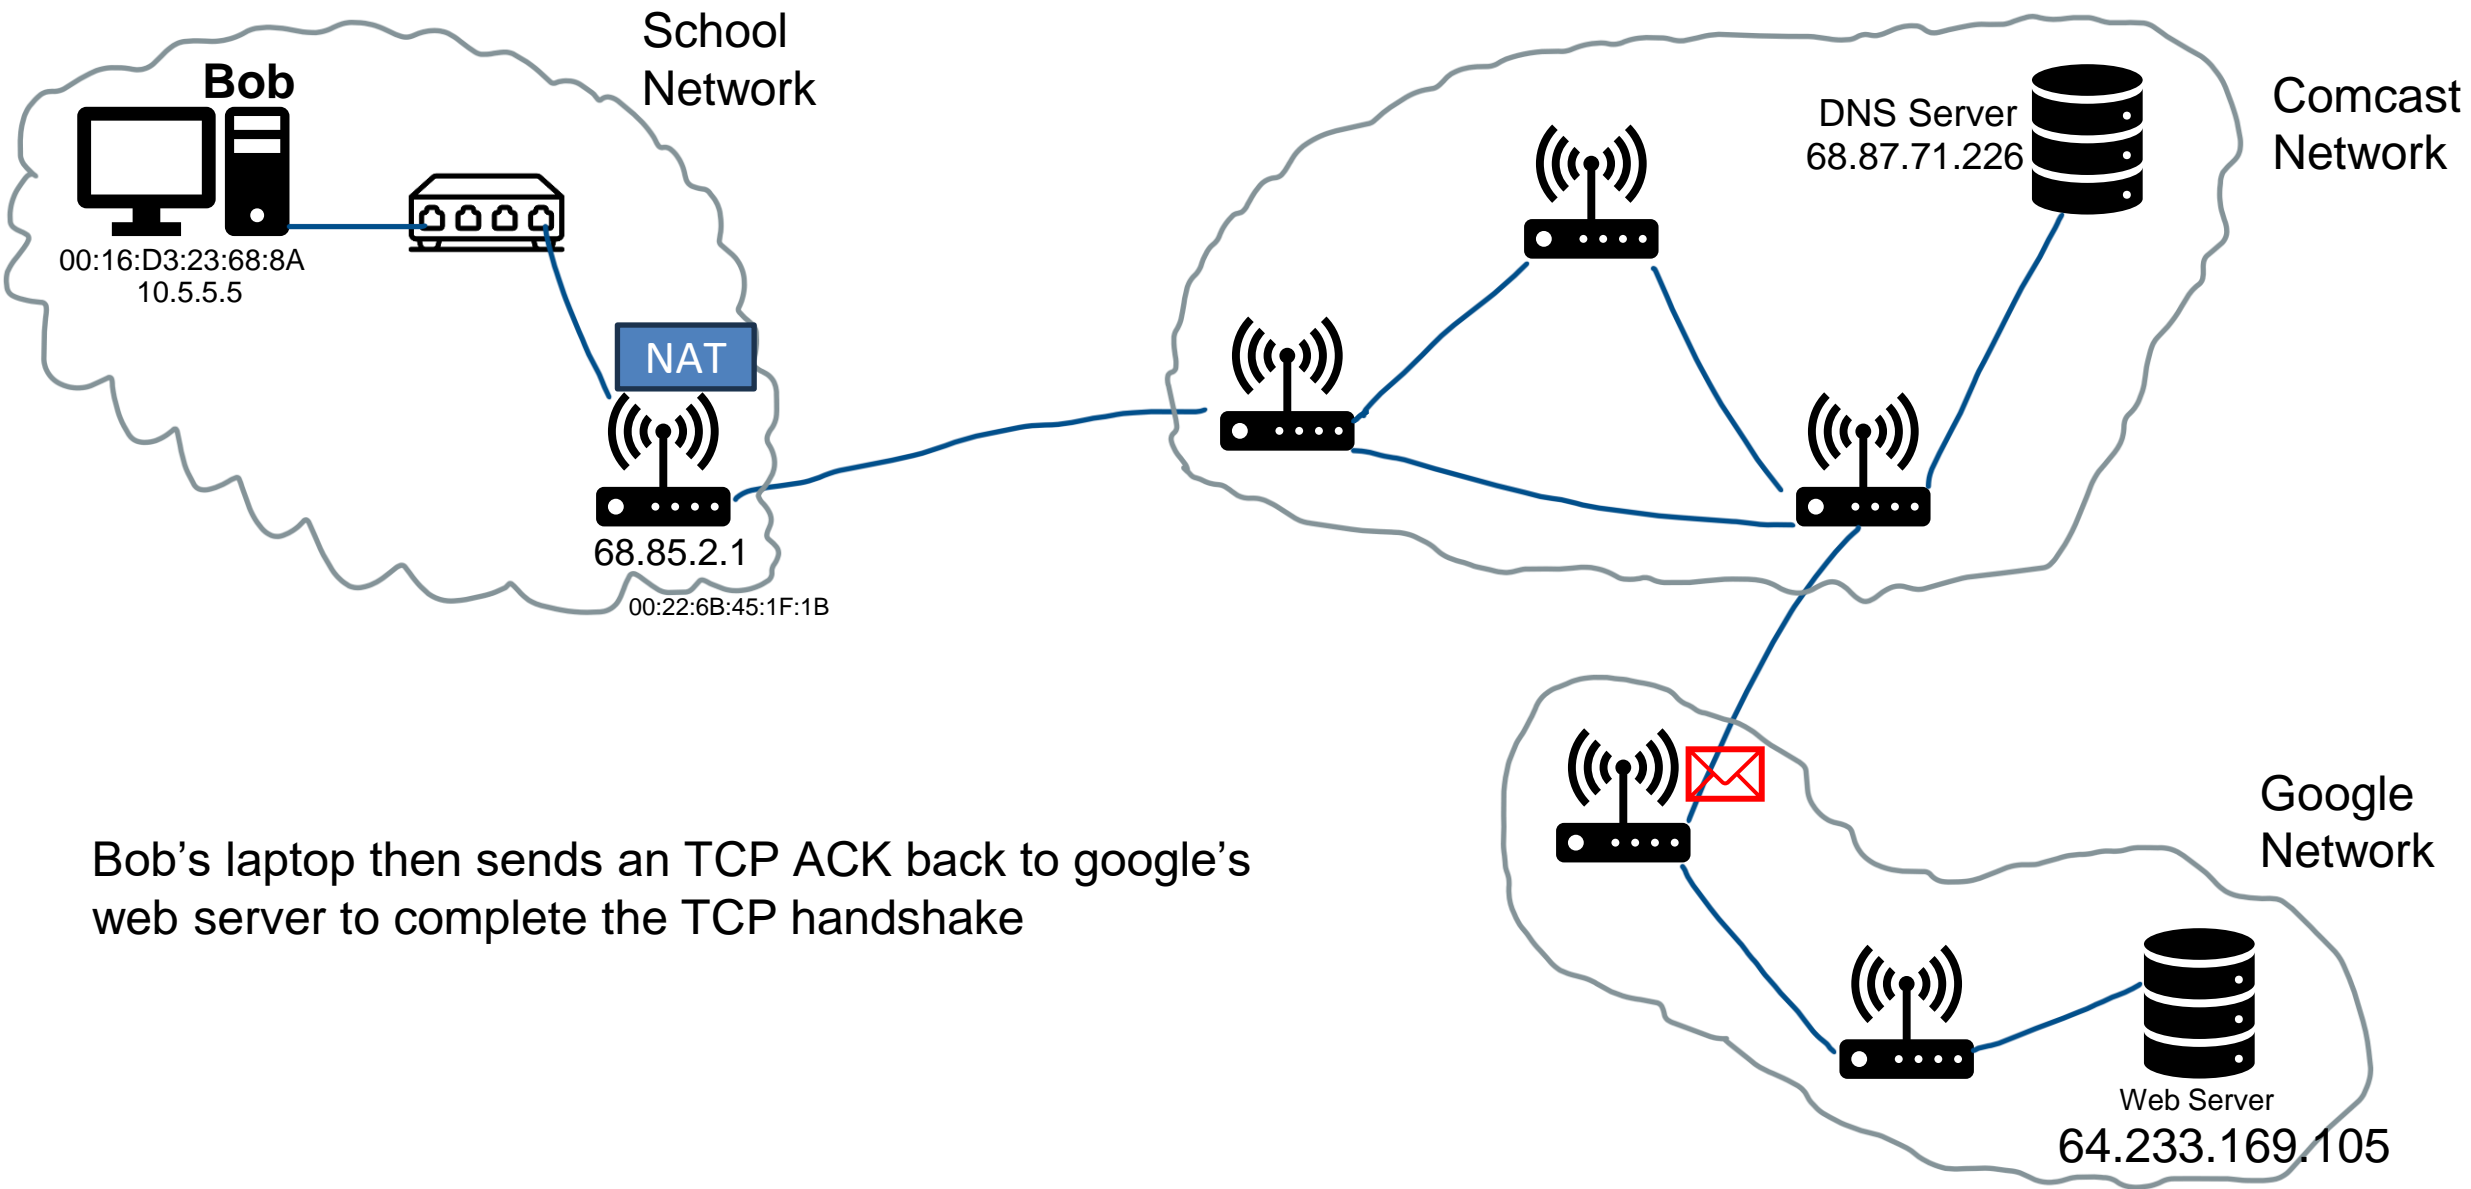 School
Network
Bob
00:16:D3:23:68:8A
10.5.5.5
NAT
68.85.2.1
00:22:6B:45:1F:1B
DNS Server
68.87.71.226
Comcast
Network
Google
Network
Web Server
64.233.169.105
Bob’s laptop then sends an TCP ACK back to google’s
web server to complete the TCP handshake